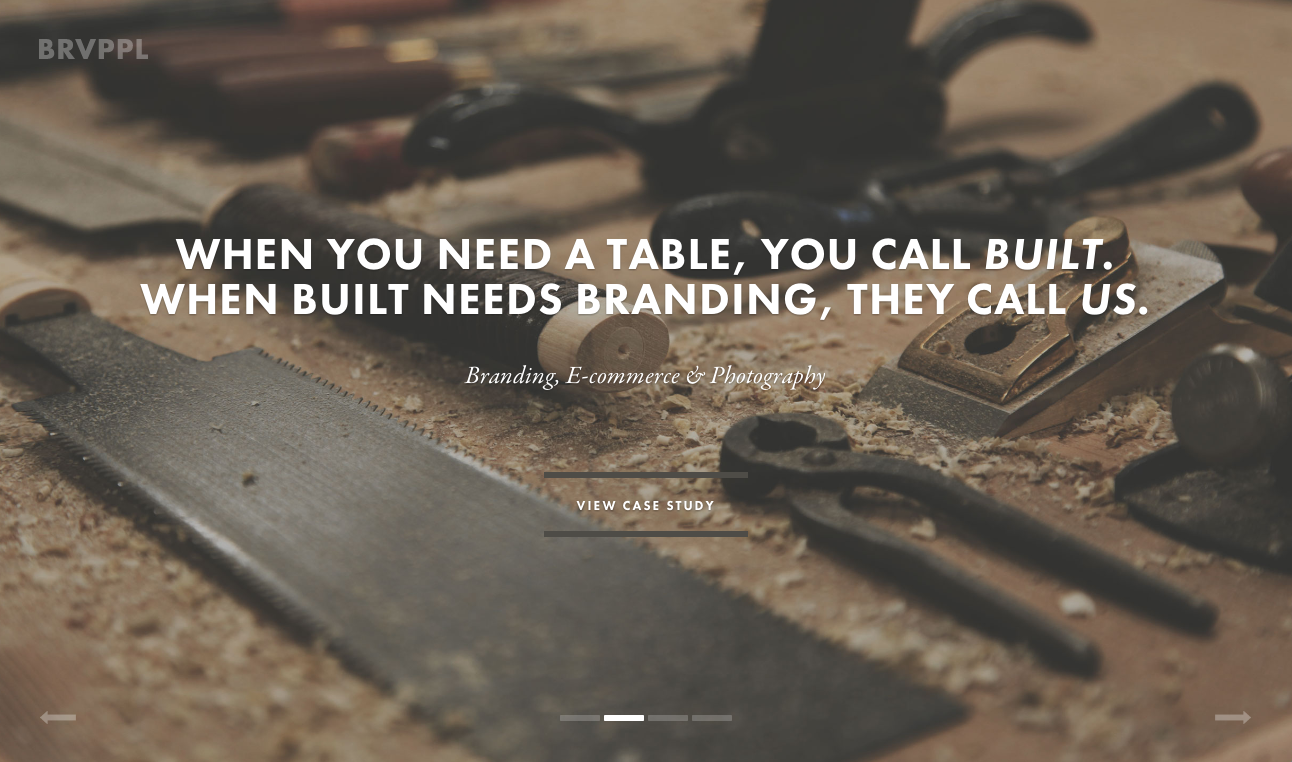 BRVPPL
WHEN YOU NEED A TABLE, YOU CALL BUILT.
WHEN BUILT NEEDS BRANDING, THEY CALL US.
Branding, E-commerce & Photography
VIEW CASE STUDY